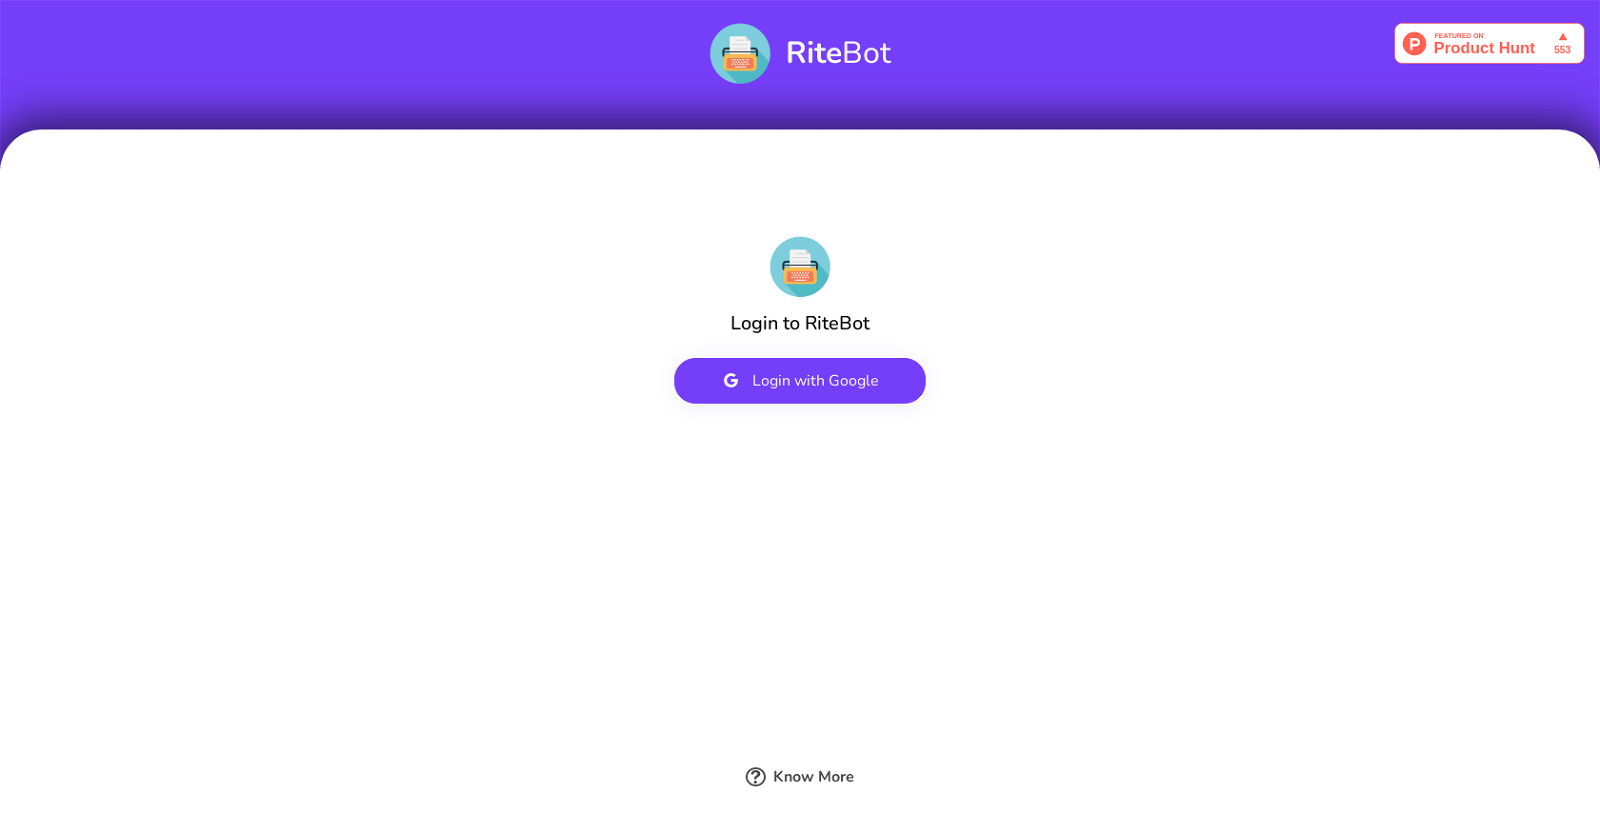 RiteBot
FEATURED ON
Product Hunt
553
Login to RiteBot
Login with Google
Know More